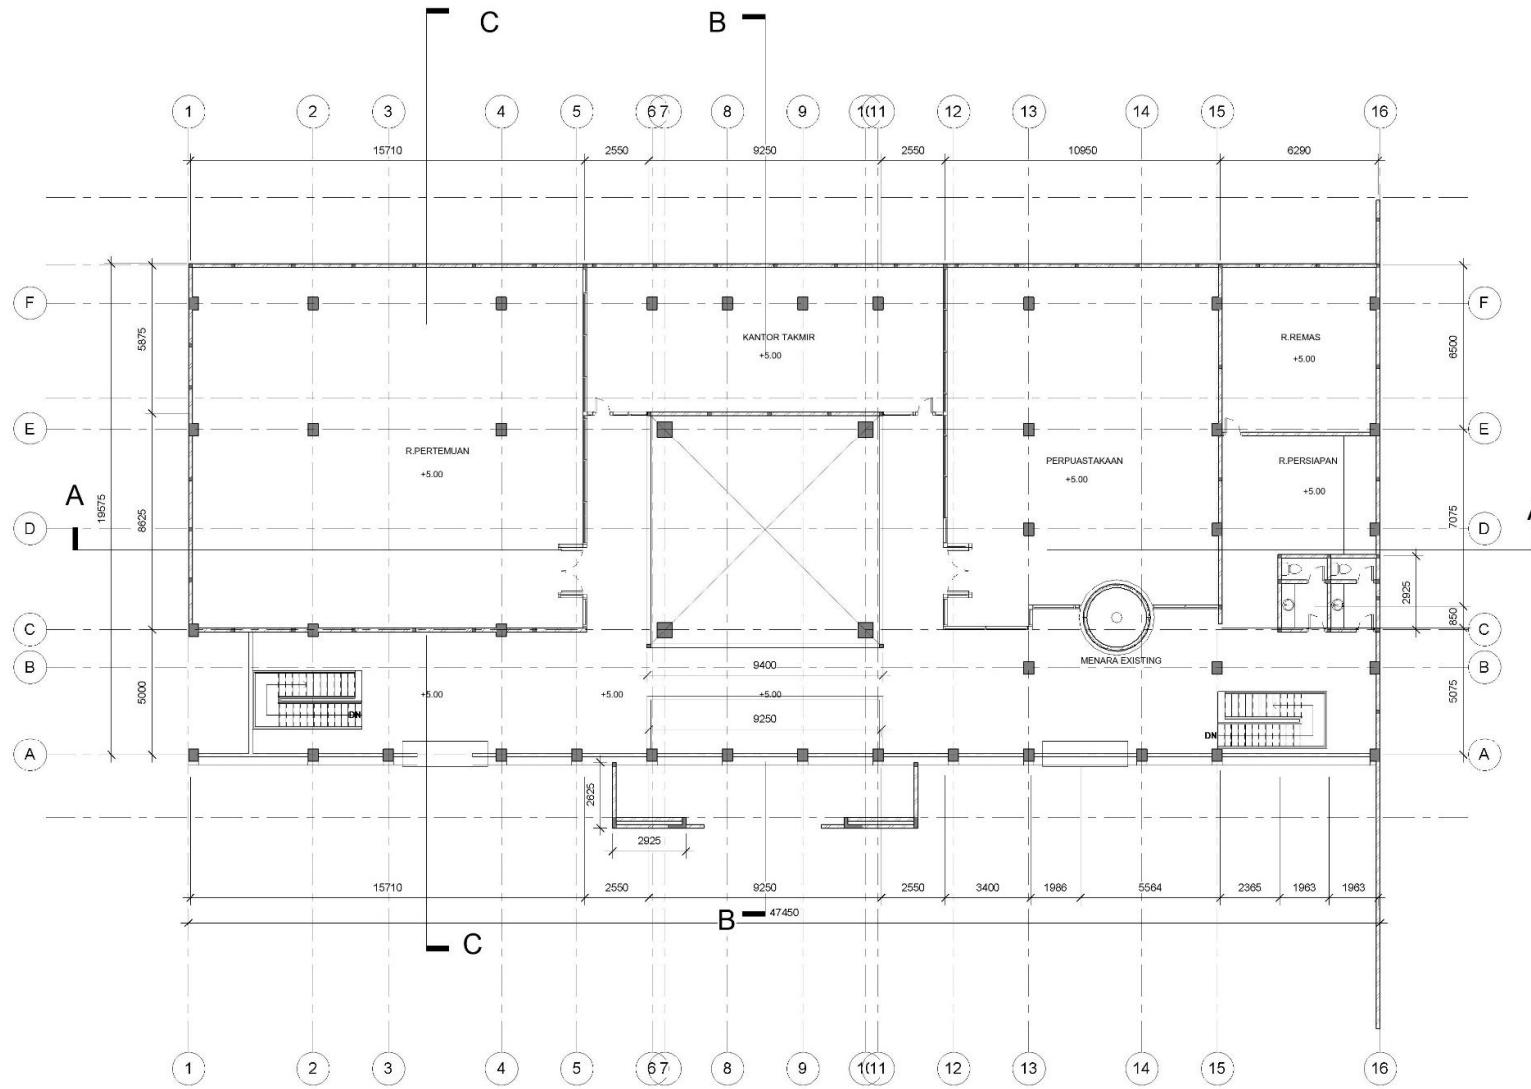 C B
1 2 3 4 5 6 7 8 9 10 11 12 13 14 15 16
15710 2550 9250 2550 10950 6290
F F
5875 KANTOR TAKMIR R.REMAS 6500
+5.00 +5.00
E E
R.PERTEMUAN PERPUASTAKAAN R.PERSIAPAN
+5.00 +5.00 +5.00
A
19575 8625 7075
D D
2925
850
C C
B MENARA EXISTING B
9400
5000 +5.00 +5.00 +5.00 5075
DN 9250 DN
A A
2625
2925
15710 2550 9250 2550 3400 1986 5564 2365 1963 1963
B 47450
C
1 2 3 4 5 6 7 8 9 10 11 12 13 14 15 16